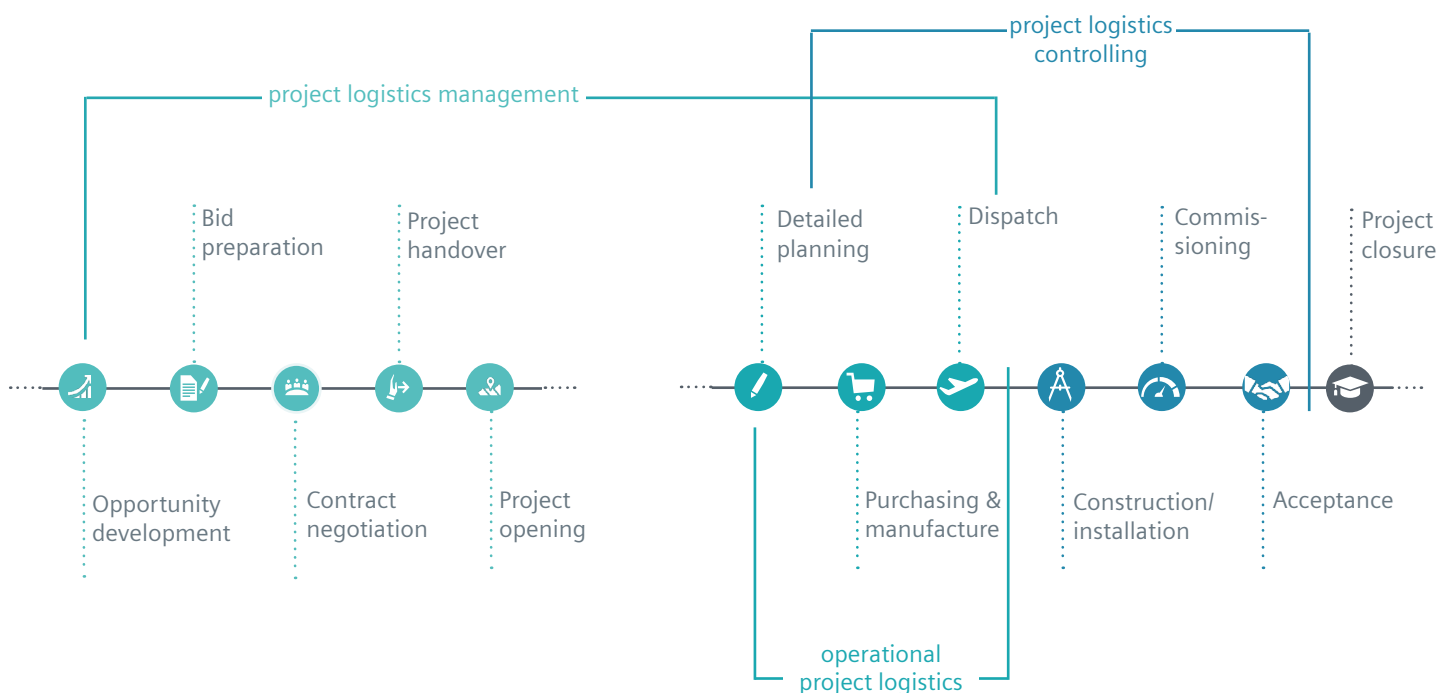 project logistics
controlling
project logistics management
Bid
preparation
Project
handover
Detailed
planning
Dispatch
Commis-
sioning
Project
closure
Opportunity
development
Contract
negotiation
Project
opening
Purchasing &
manufacture
Construction/
installation
Acceptance
operational
project logistics